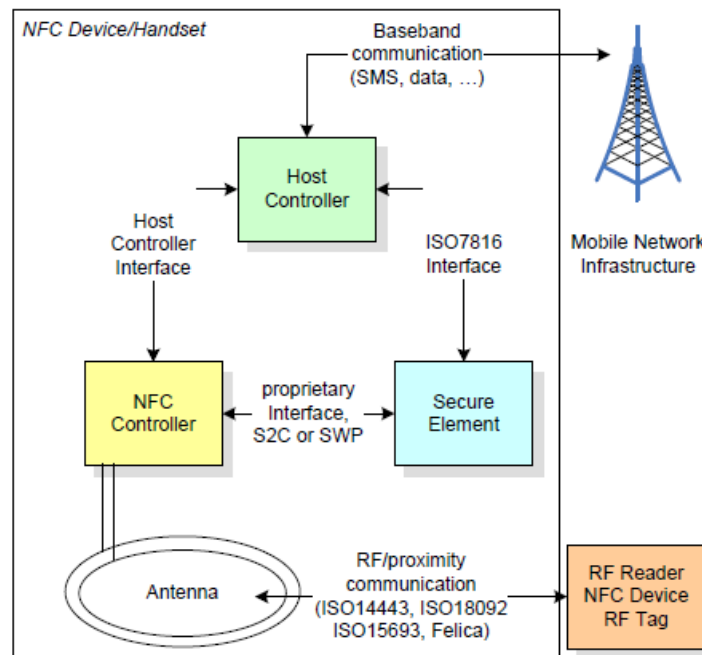 NFC Device/Handset
Baseband
communication
(SMS, data, …)
Host
Controller
Host
Controller
Interface
ISO7816
Interface
Mobile Network
Infrastructure
NFC
Controller
proprietary
Interface,
S2C or SWP
Secure
Element
Antenna
RF/proximity
communication
(ISO14443, ISO18092
ISO15693, Felica)
RF Reader
NFC Device
RF Tag